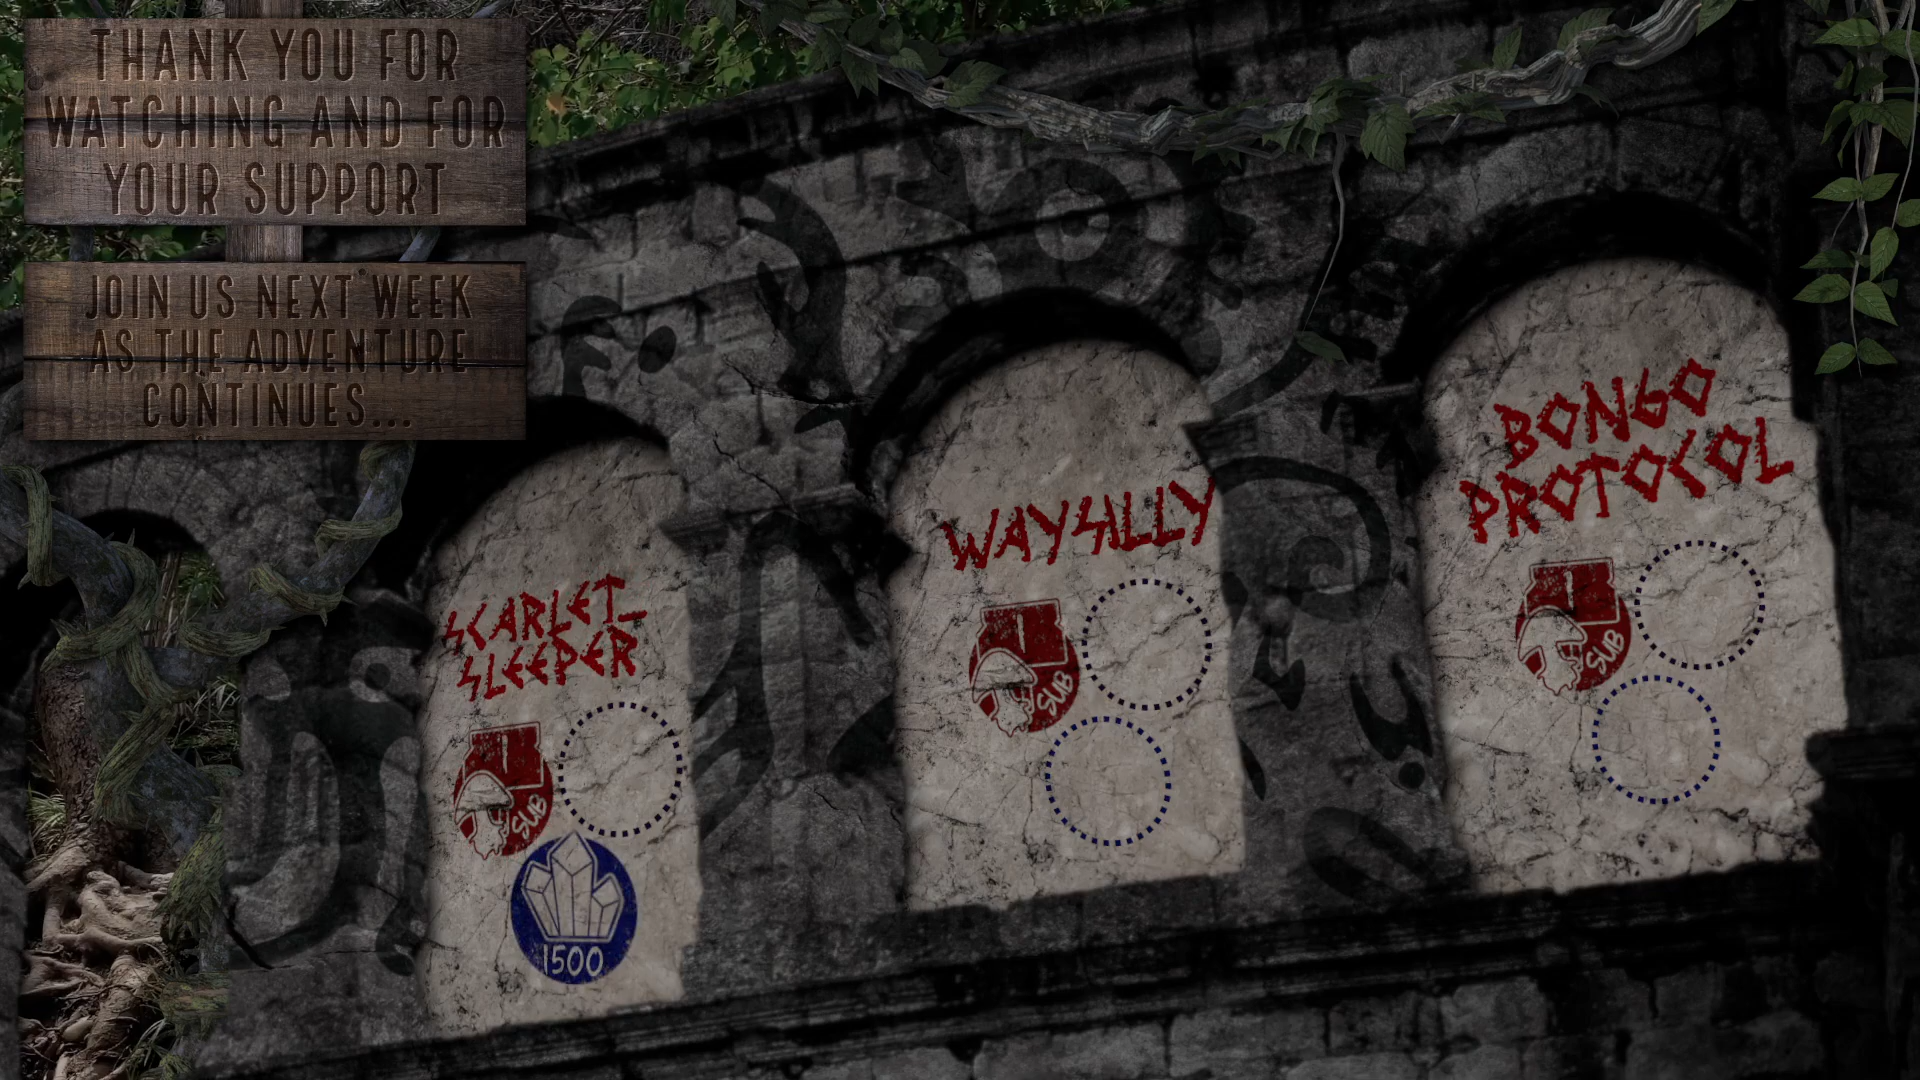 THANK YOU FOR
WATCHING AND FOR
YOUR SUPPORT
JOIN US NEXT WEEK
AS THE ADVENTURE
CONTINUES...
SCARLET_
SLEEPER
SUB
1500
WAYSILLY
SUB
BONGO
PROTOCOL
SUB